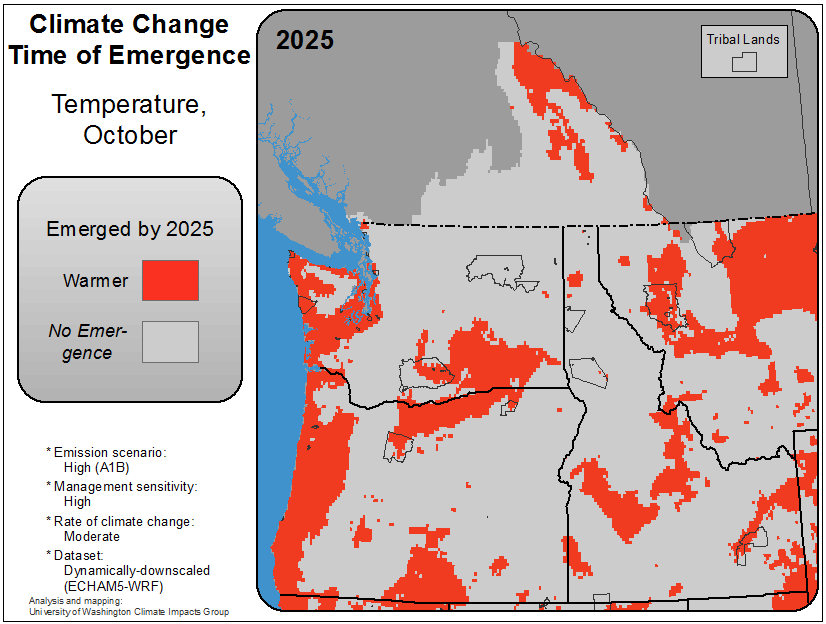 Climate Change
Time of Emergence
Temperature,
October
Emerged by 2025
Warmer
No Emer-
gence
* Emission scenario:
High (A1B)
* Management sensitivity:
High
* Rate of climate change:
Moderate
* Dataset:
Dynamically-downscaled
(ECHAM5-WRF)
Analysis and mapping:
University of Washington Climate Impacts Group
2025
Tribal Lands